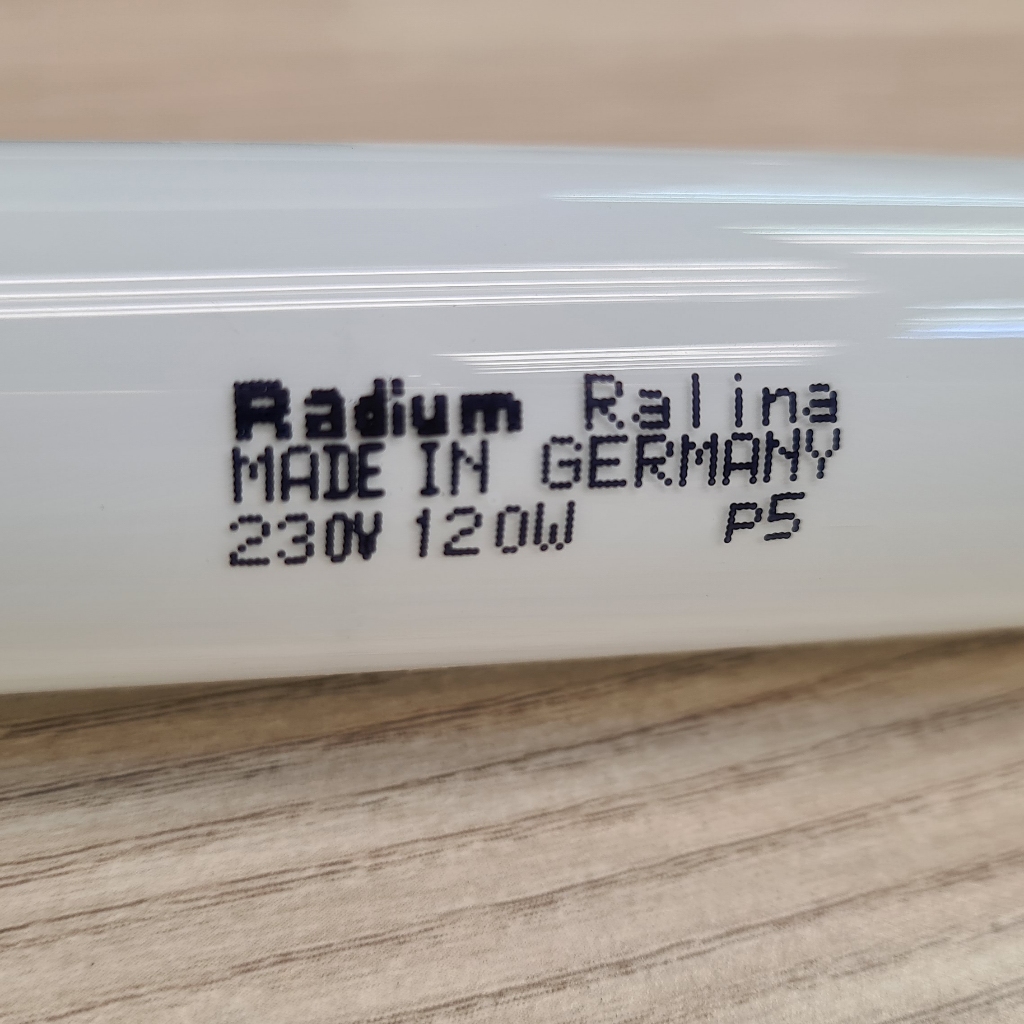 Radium Ralina
MADE IN GERMANY
230V 120W P5